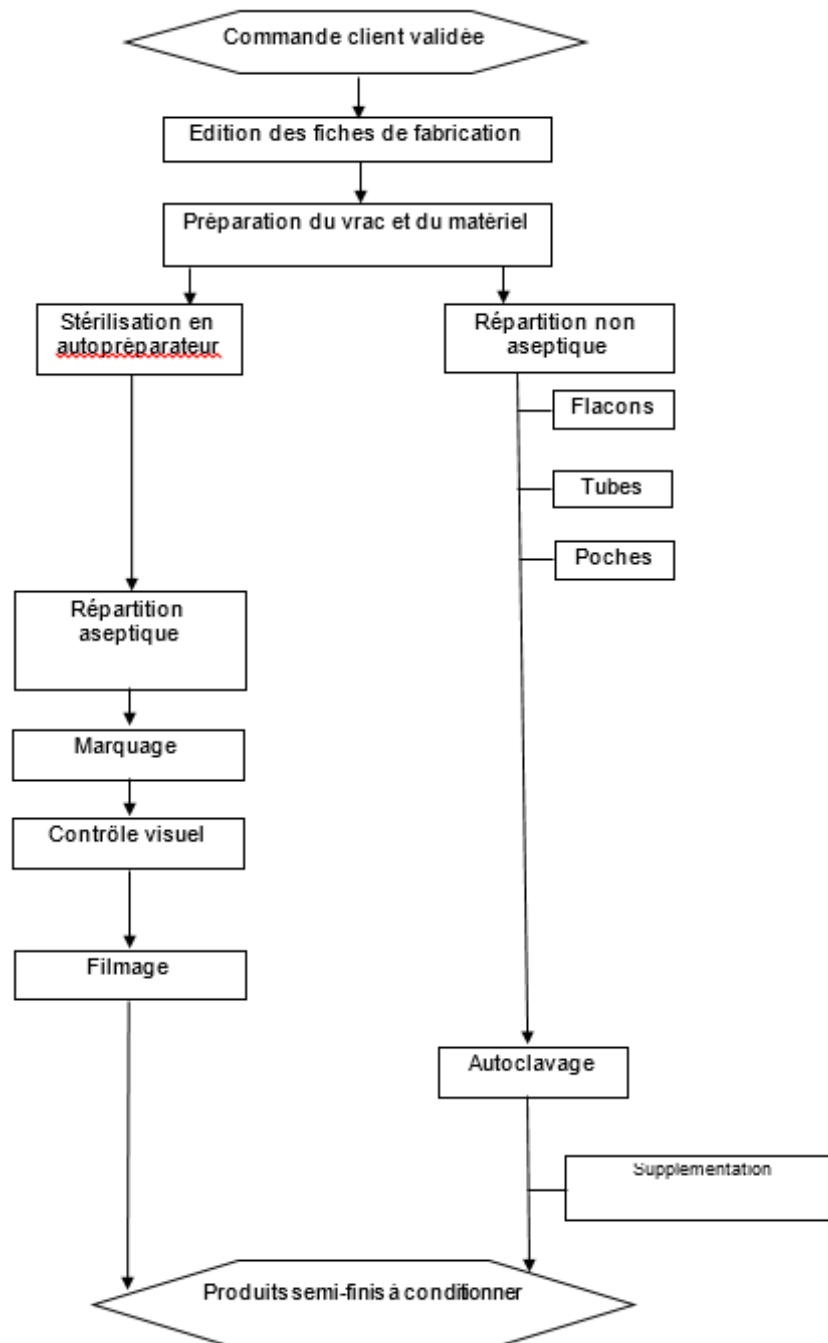 Commande client validée
Edition des fiches de fabrication
Préparation du vrac et du matériel
Stérilisation en
autopréparateur
Répartition non
aseptique
Flacons
Tubes
Poches
Répartition
aseptique
Marquage
Contrôle visuel
Filmage
Autoclavage
Supplémentation
Produits semi-finis à conditionner